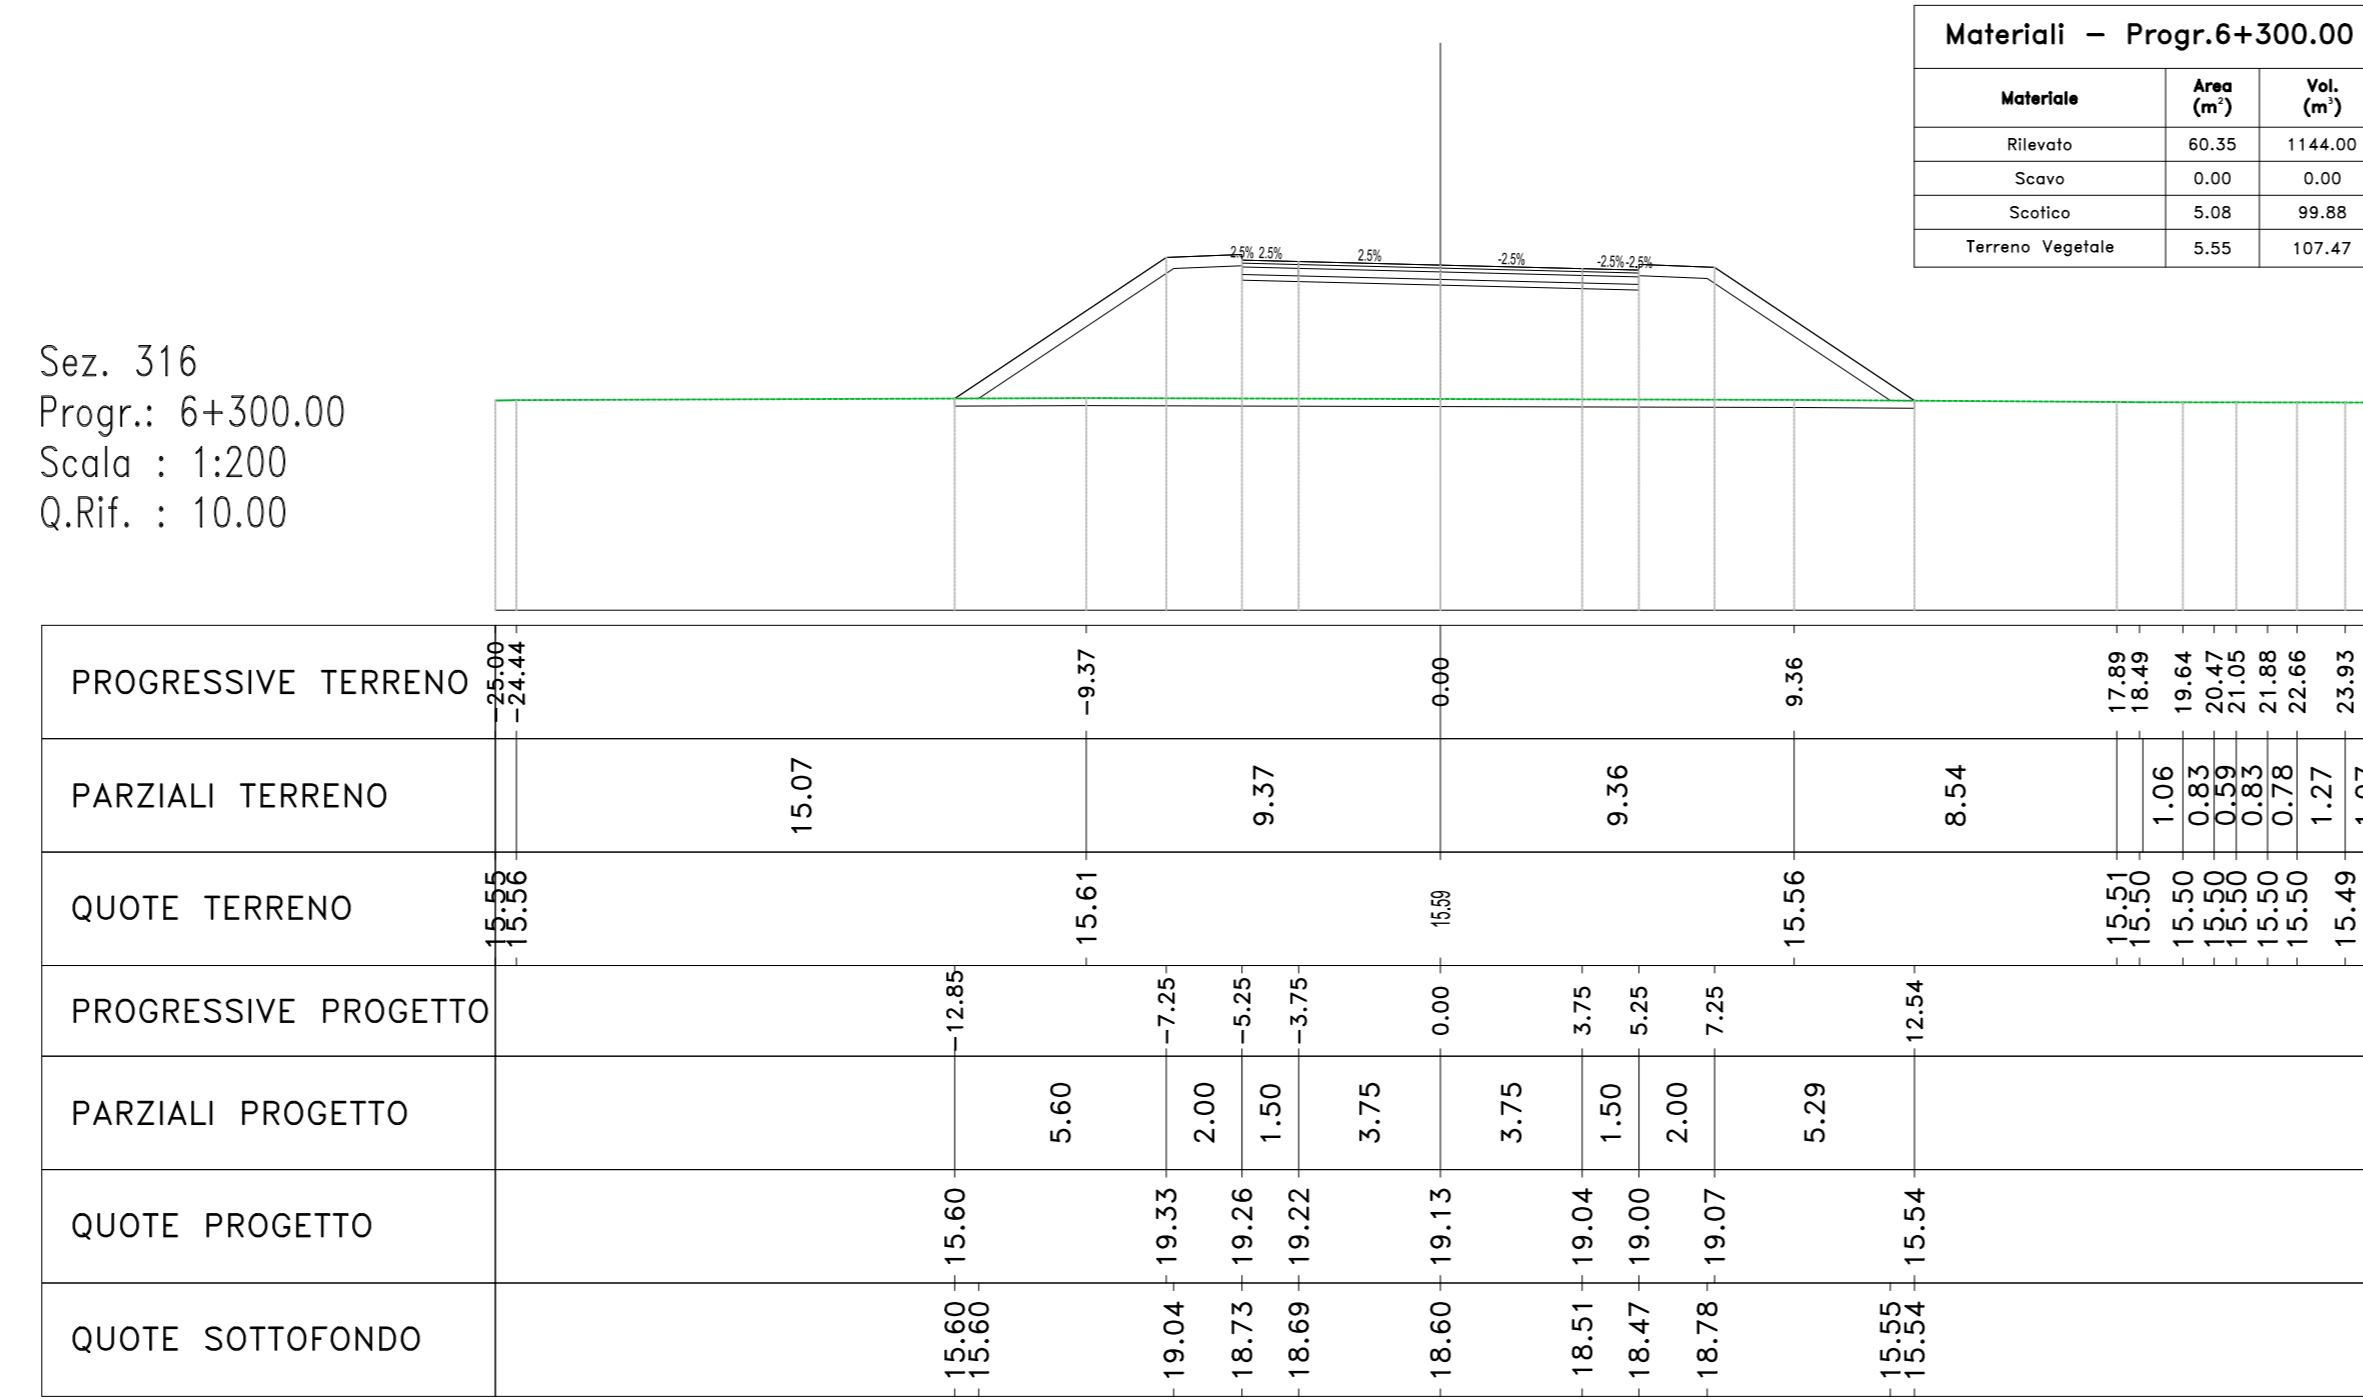 Materiali – Progr.6+300.00
Materiale Area (m²) Vol. (m³)
Rilevato 60.35 1144.00
Scavo 0.00 0.00
Scotico 5.08 99.88
Terreno Vegetale 5.55 107.47
2.5% 2.5% 2.5% -2.5% -2.5% -2.5%
Sez. 316
Progr.: 6+300.00
Scala : 1:200
Q.Rif. : 10.00
PROGRESSIVE TERRENO -25.00 -24.44 -9.37 0.00 9.36 17.89 18.49 19.64 20.47 21.05 21.88 22.66 23.93
PARZIALI TERRENO 15.07 9.37 9.36 8.54 1.06 0.83 0.59 0.83 0.78 1.27
QUOTE TERRENO 15.55 15.56 15.61 15.59 15.56 15.51 15.50 15.50 15.50 15.50 15.50 15.50 15.49
PROGRESSIVE PROGETTO -12.85 -7.25 -5.25 -3.75 0.00 3.75 5.25 7.25 12.54
PARZIALI PROGETTO 5.60 2.00 1.50 3.75 3.75 1.50 2.00 5.29
QUOTE PROGETTO 15.60 19.33 19.26 19.22 19.13 19.04 19.00 19.07 15.54
QUOTE SOTTOFONDO 15.60 15.60 19.04 18.73 18.69 18.60 18.51 18.47 18.78 15.55 15.54